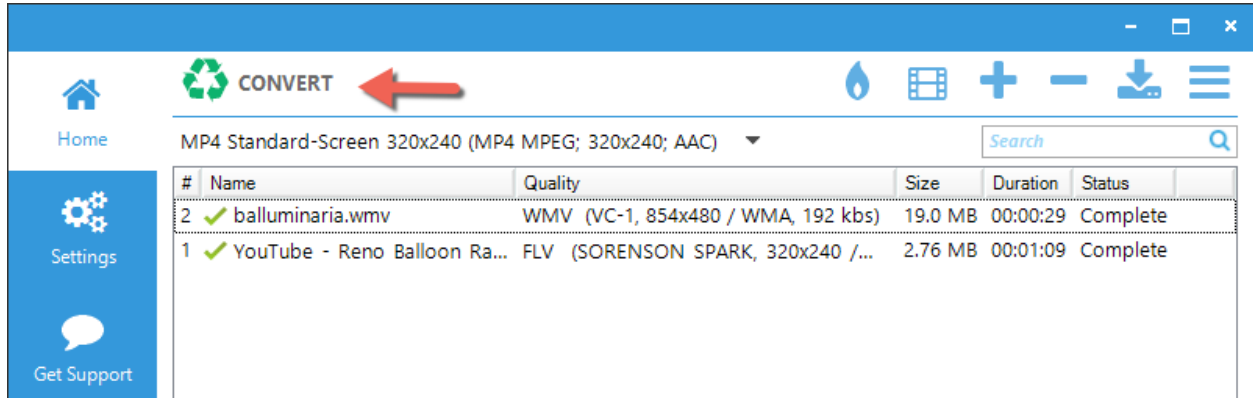 CONVERT
Home
MP4 Standard-Screen 320x240 (MP4 MPEG; 320x240; AAC)
Search
# Name Quality Size Duration Status
2 balluminaria.wmv WMV (VC-1, 854x480 / WMA, 192 kbs) 19.0 MB 00:00:29 Complete
Settings
1 YouTube - Reno Balloon Ra... FLV (SORENSON SPARK, 320x240 /... 2.76 MB 00:01:09 Complete
Get Support